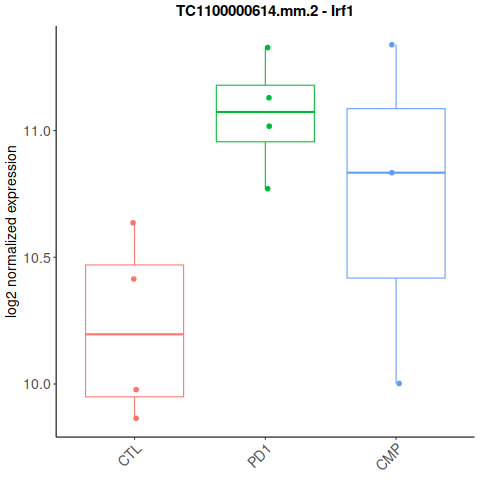 TC1100000614.mm.2 - Irf1
log2 normalized expression
11.0
10.5
10.0
CTL
PD1
CMP